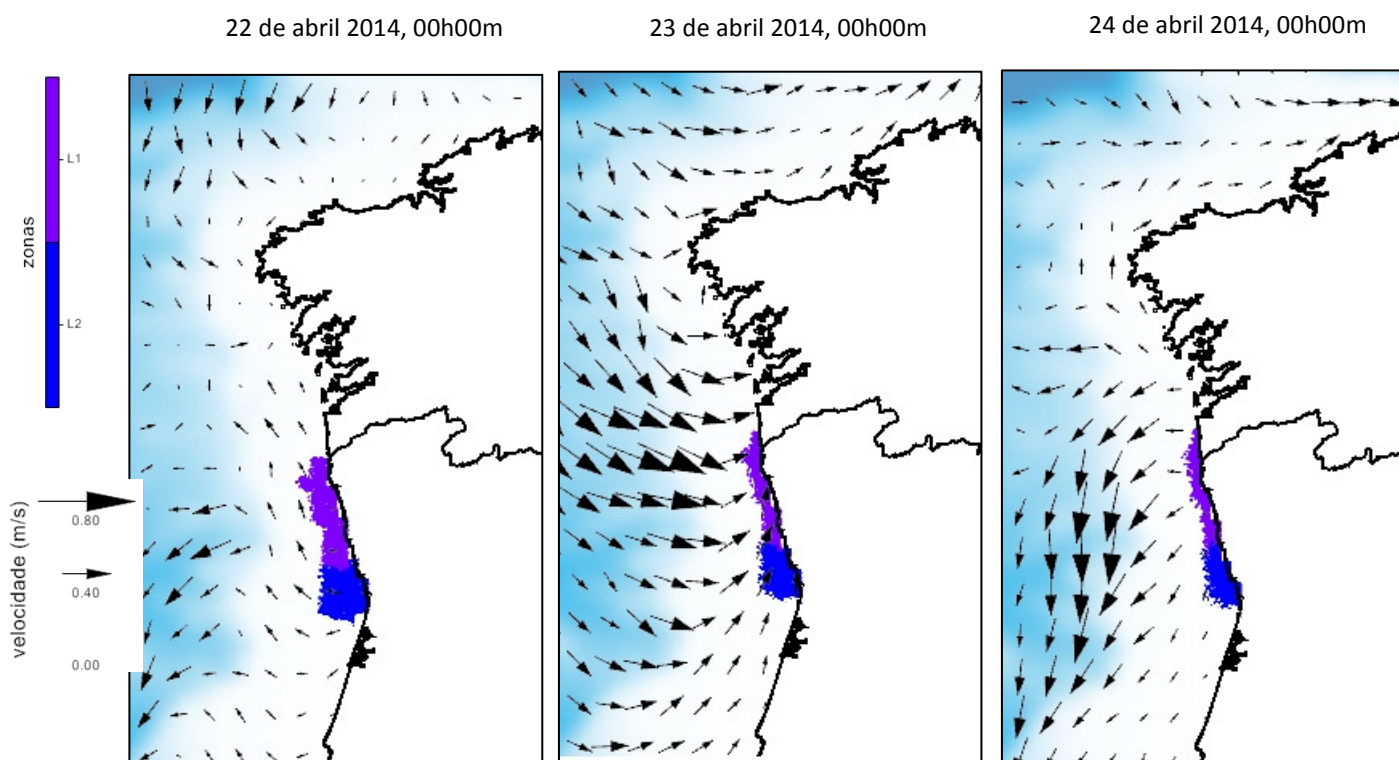 22 de abril 2014, 00h00m
23 de abril 2014, 00h00m
24 de abril 2014, 00h00m
zonas
L1
L2
velocidade (m/s)
0.80
0.40
0.00